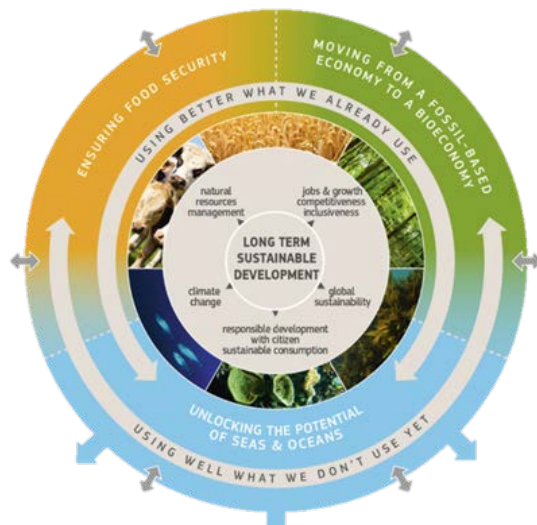 ENSURING FOOD SECURITY
MOVING FROM A FOSSIL-BASED
ECONOMY TO A BIOECONOMY
USING BETTER WHAT WE ALREADY USE
natural
resources
management
jobs & growth
competitiveness
inclusiveness
LONG TERM
SUSTAINABLE
DEVELOPMENT
climate
change
global
sustainability
responsible development
with citizen
sustainable consumption
UNLOCKING THE POTENTIAL
OF SEAS & OCEANS
USING WELL WHAT WE DON'T USE YET